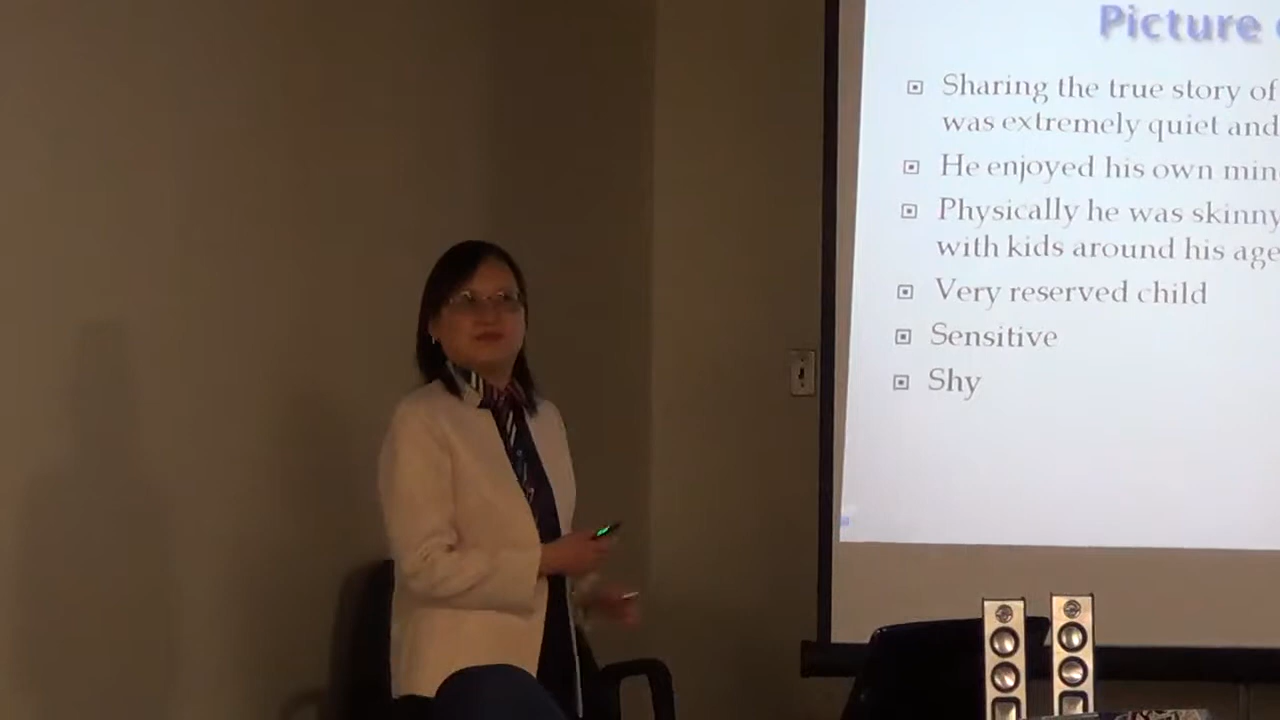 Picture
Sharing the true story of
was extremely quiet and
He enjoyed his own min
Physically he was skinny
with kids around his age
Very reserved child
Sensitive
Shy